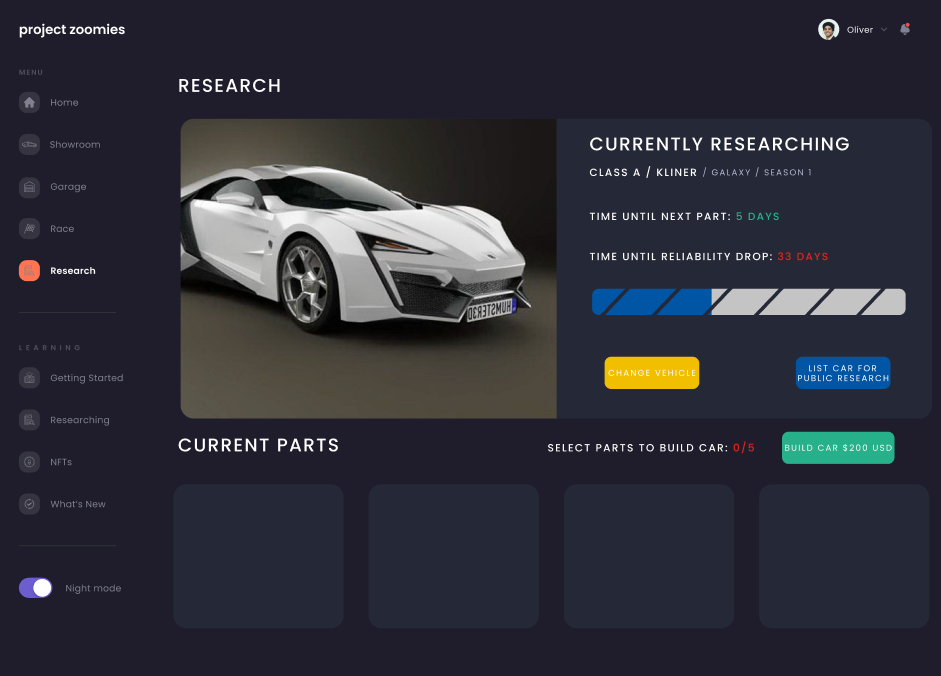 project zoomies
Oliver
MENU
Home
Showroom
Garage
Race
Research
LEARNING
Getting Started
Researching
NFTs
What's New
Night mode
RESEARCH
HUMSTER3D
CURRENTLY RESEARCHING
CLASS A / KLINER / GALAXY / SEASON 1
TIME UNTIL NEXT PART: 5 DAYS
TIME UNTIL RELIABILITY DROP: 33 DAYS
CHANGE VEHICLE
LIST CAR FOR
PUBLIC RESEARCH
CURRENT PARTS
SELECT PARTS TO BUILD CAR: 0/5
BUILD CAR $200 USD